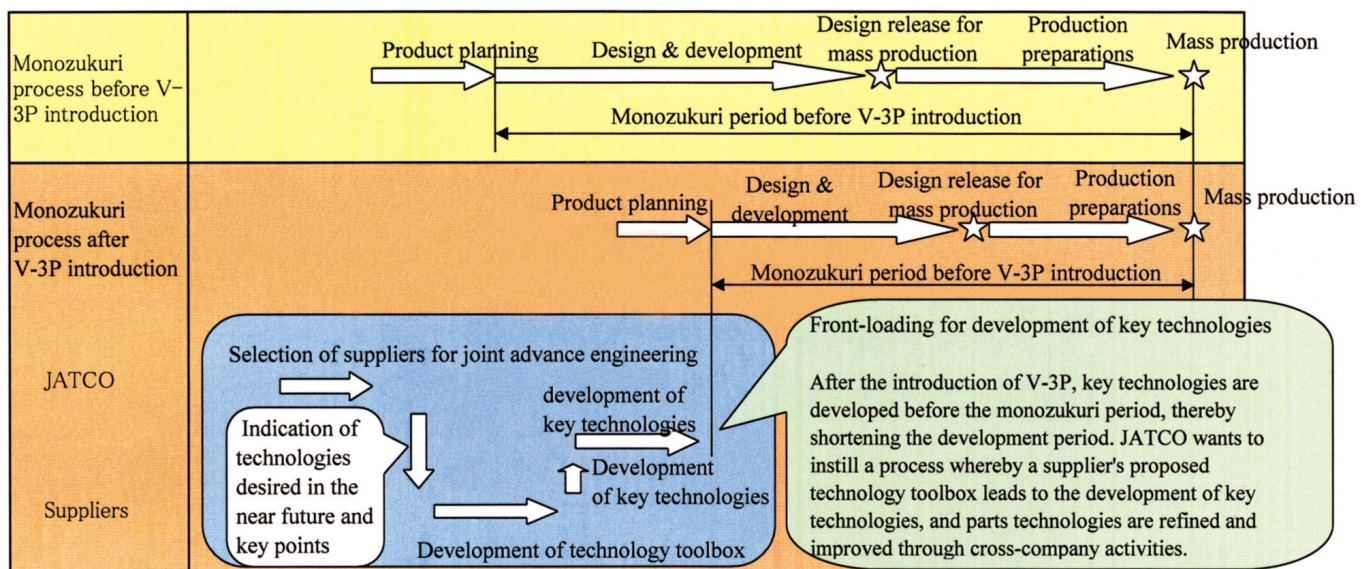 Monozukuri
process before V-
3P introduction
Product planning
Design & development
Design release for
mass production
Production
preparations
Mass production
Monozukuri period before V-3P introduction
Monozukuri
process after
V-3P introduction
Product planning
Design &
development
Design release for
mass production
Production
preparations
Mass production
Monozukuri period before V-3P introduction
JATCO
Suppliers
Selection of suppliers for joint advance engineering
Indication of
technologies
desired in the
near future and
key points
development of
key technologies
Development
of key technologies
Development of technology toolbox
Front-loading for development of key technologies
After the introduction of V-3P, key technologies are
developed before the monozukuri period, thereby
shortening the development period. JATCO wants to
instill a process whereby a supplier's proposed
technology toolbox leads to the development of key
technologies, and parts technologies are refined and
improved through cross-company activities.